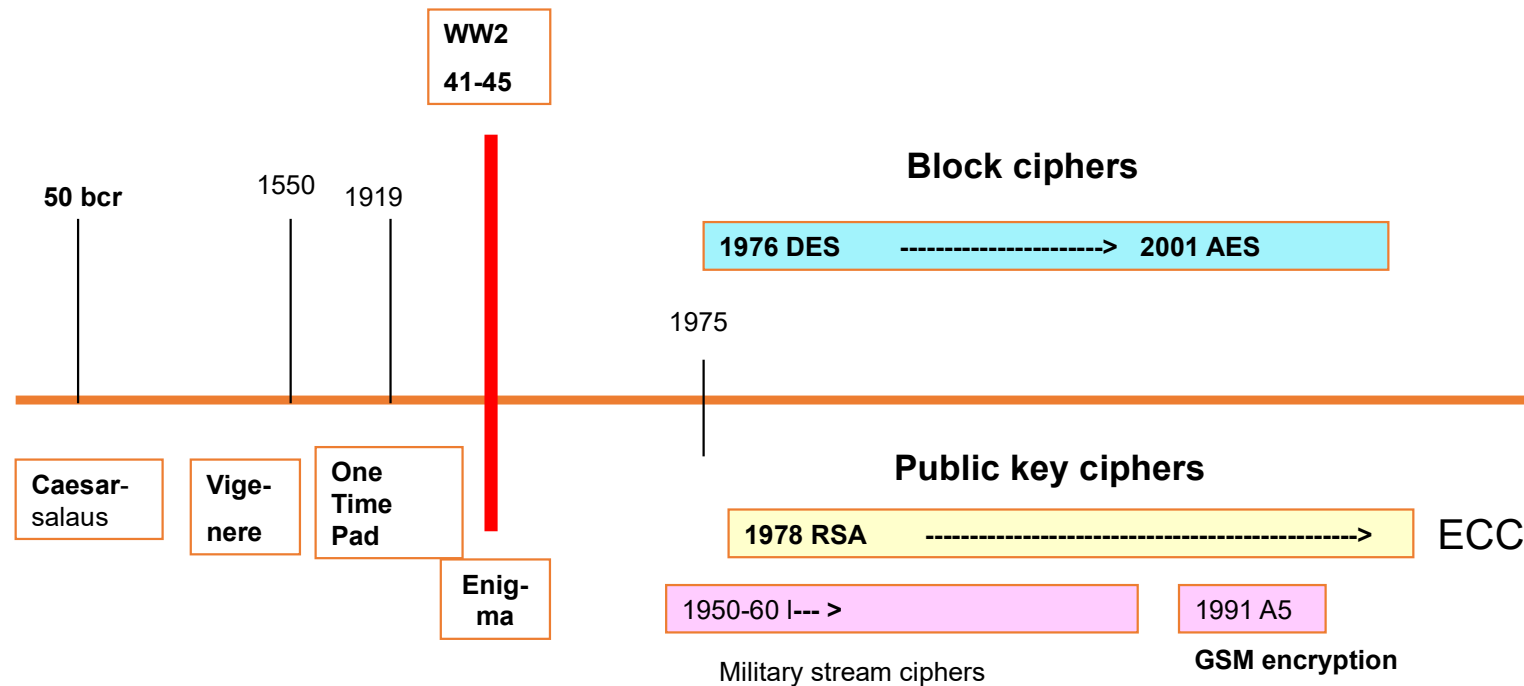 WW2
41-45
50 bcr
1550
1919
Block ciphers
1976 DES -----------------------> 2001 AES
1975
Caesar-
salaus
Vige-
nere
One
Time
Pad
Enig-
ma
Public key ciphers
1978 RSA -------------------------------------------------> ECC
1950-60 I--- >
1991 A5
Military stream ciphers
GSM encryption